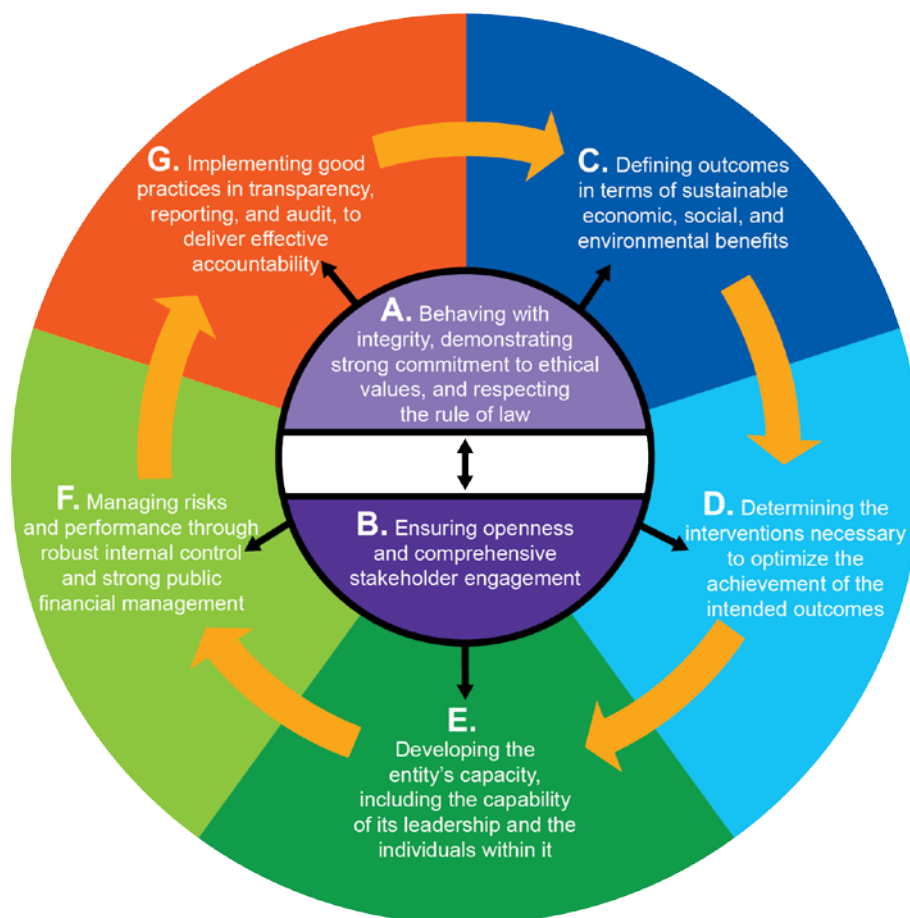 A. Behaving with
integrity, demonstrating
strong commitment to ethical
values, and respecting
the rule of law
B. Ensuring openness
and comprehensive
stakeholder engagement
C. Defining outcomes
in terms of sustainable
economic, social, and
environmental benefits
D. Determining the
interventions necessary
to optimize the
achievement of the
intended outcomes
E.
Developing the
entity’s capacity,
including the capability
of its leadership and the
individuals within it
F. Managing risks
and performance through
robust internal control
and strong public
financial management
G. Implementing good
practices in transparency,
reporting, and audit, to
deliver effective
accountability